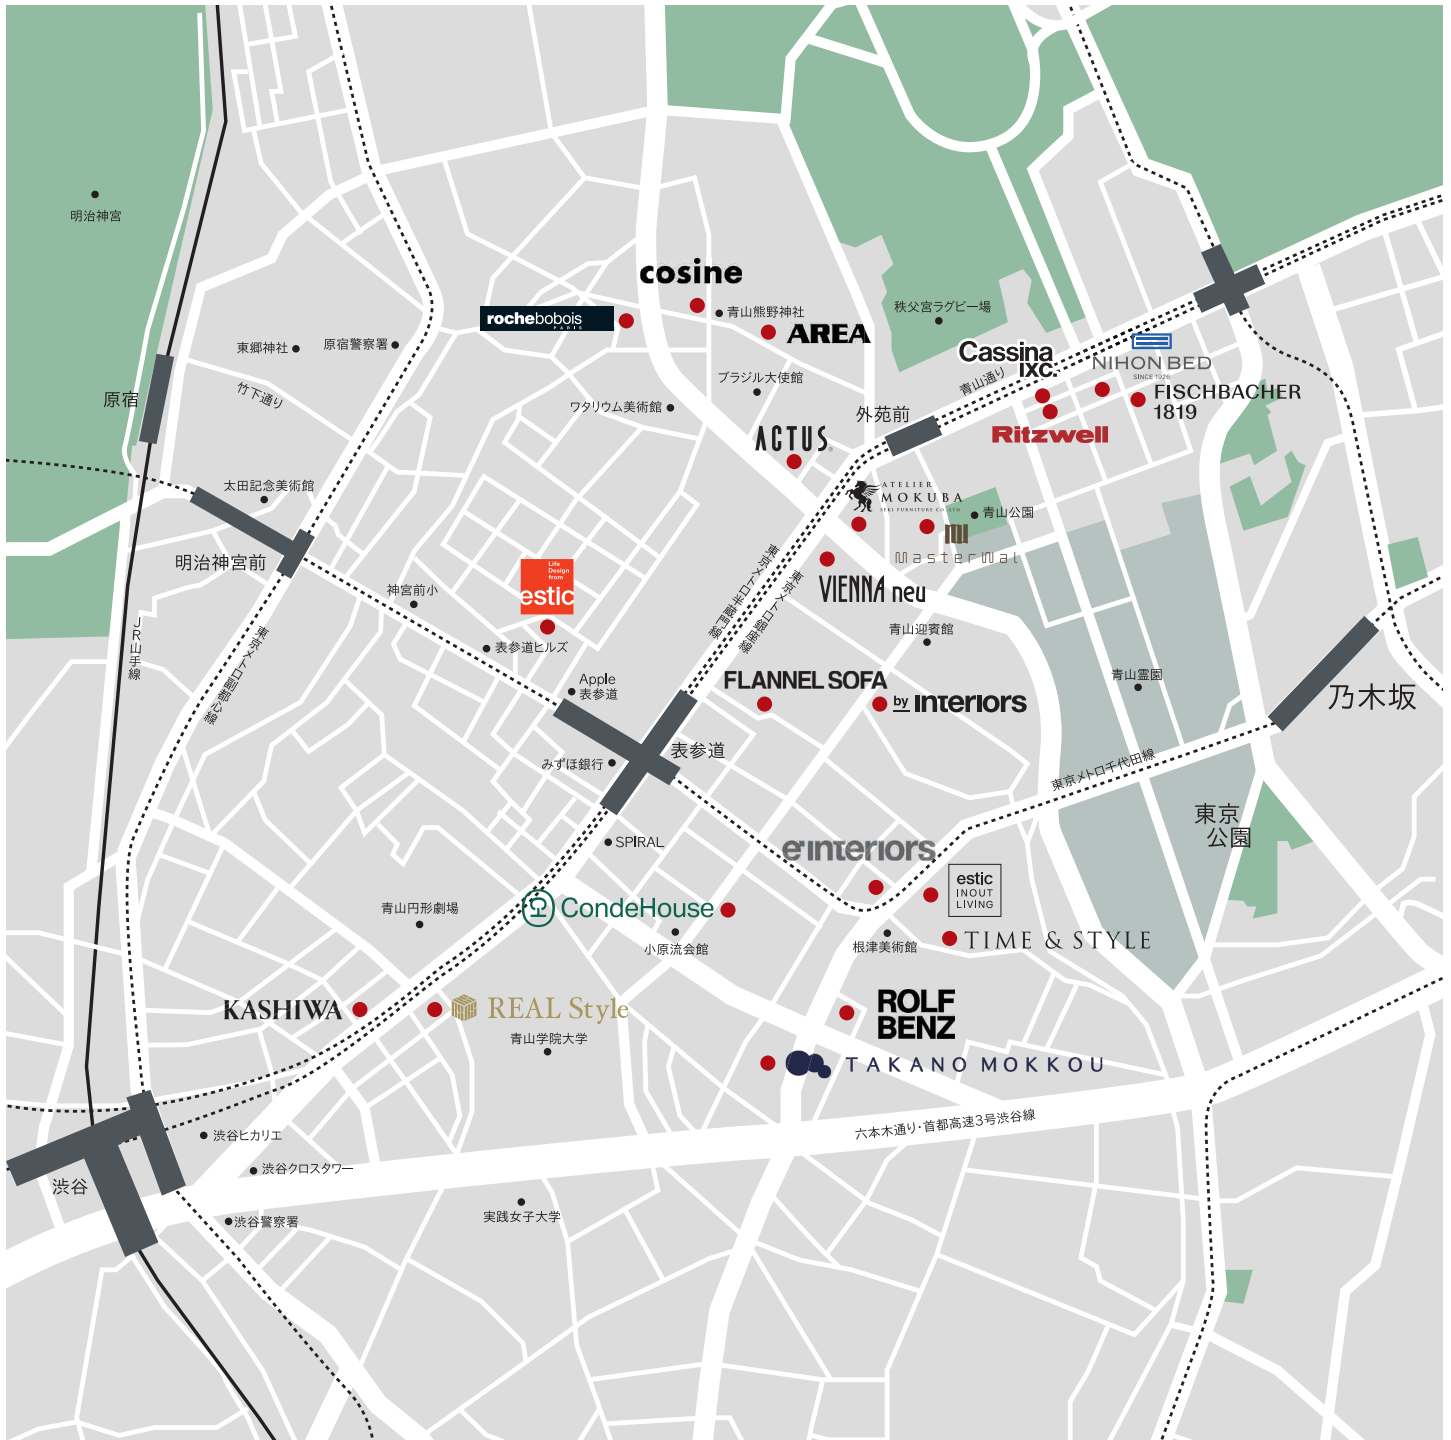 明治神宮
cosine
rochebobois
PARIS
青山熊野神社
AREA
秩父宮ラグビー場
東郷神社
原宿警察署
竹下通り
原宿
ブラジル大使館
ワタリウム美術館
外苑前
青山通り
Cassina
ixc.
NIHON BED
SINCE 1926
FISCHBACHER
1819
Ritzwell
ACTUS
太田記念美術館
ATELIER
MOKUBA
SEKI FURNITURE CO.,LTD
青山公園
MasterWal
明治神宮前
Life
Design
from
estic
神宮前小
表参道ヒルズ
東京メトロ半蔵門線
東京メトロ銀座線
VIENNA neu
青山迎賓館
JR山手線
東京メトロ副都心線
Apple
表参道
FLANNEL SOFA
by interiors
青山霊園
乃木坂
みずほ銀行
表参道
東京メトロ千代田線
東京
公園
SPIRAL
e'interiors
estic
INOUT
LIVING
青山円形劇場
CondeHouse
小原流会館
根津美術館
TIME & STYLE
KASHIWA
REAL Style
青山学院大学
ROLF
BENZ
TAKANO MOKKOU
六本木通り・首都高速3号渋谷線
渋谷ヒカリエ
渋谷クロスタワー
渋谷
渋谷警察署
実践女子大学